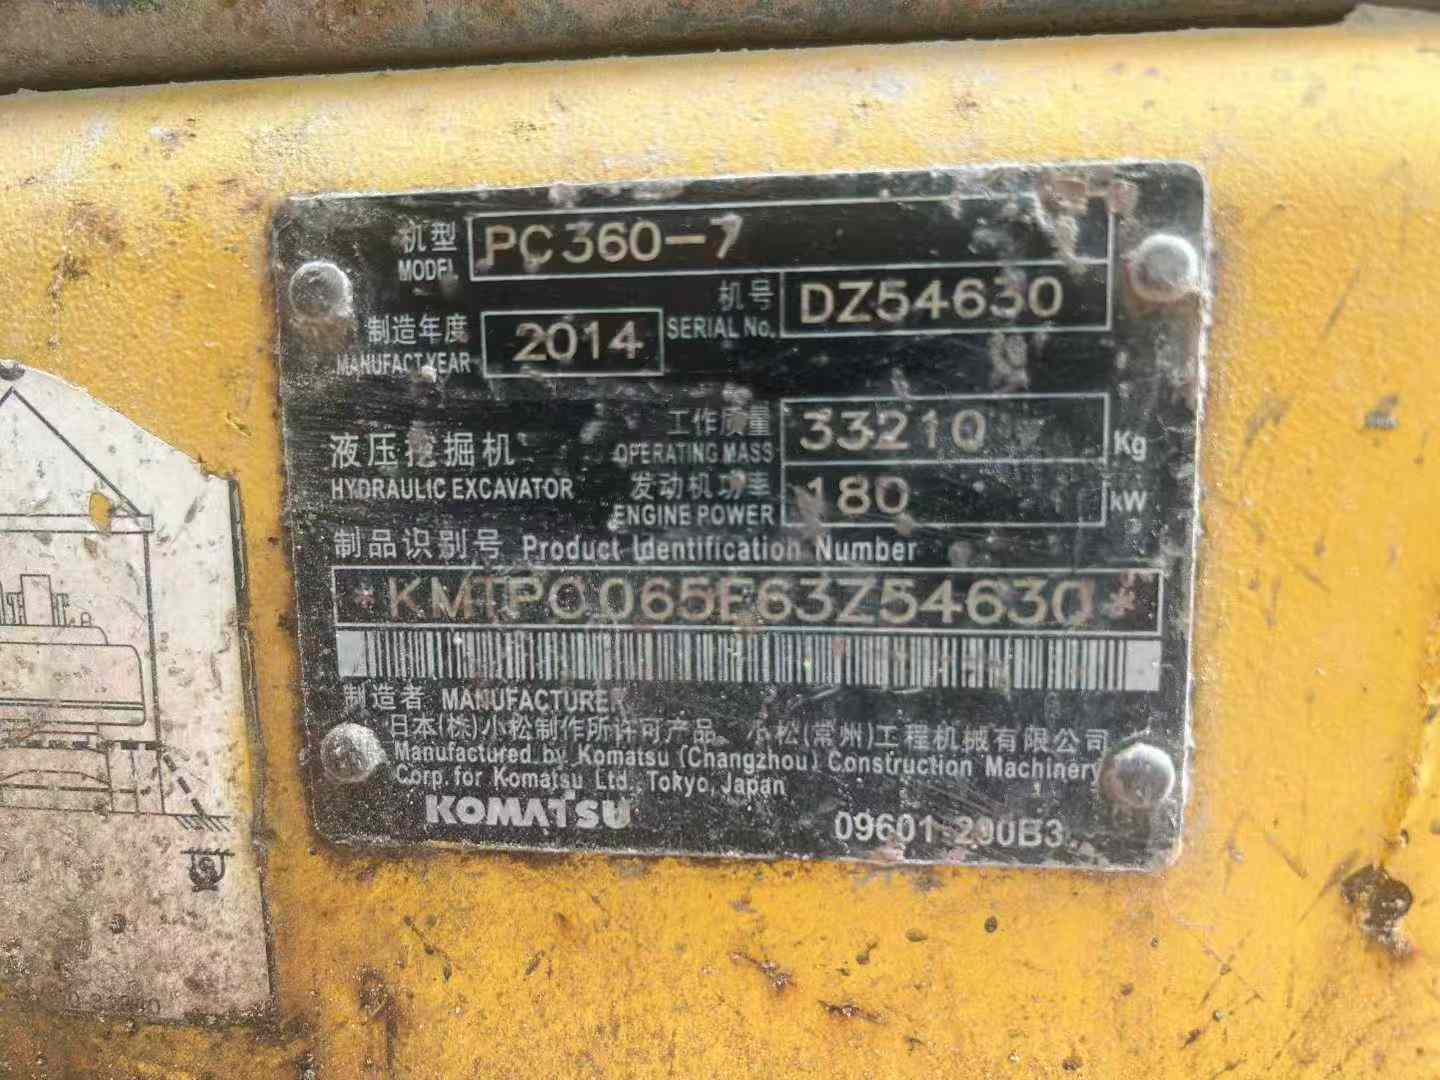 机型 PC360-7
MODEL
机号 DZ54630
SERIAL No.
制造年度 2014
MANUFACT.YEAR
工作质量 33210 Kg
OPERATING MASS
液压挖掘机
HYDRAULIC EXCAVATOR
发动机功率 180 kW
ENGINE POWER
制品识别号 Product Identification Number
*KMTPC065E63Z54630*
制造者 MANUFACTURER
日本(株)小松制作所许可产品 小松(常州)工程机械有限公司
Manufactured by Komatsu (Changzhou) Construction Machinery
Corp. for Komatsu Ltd., Tokyo, Japan
KOMATSU
09601-290B3